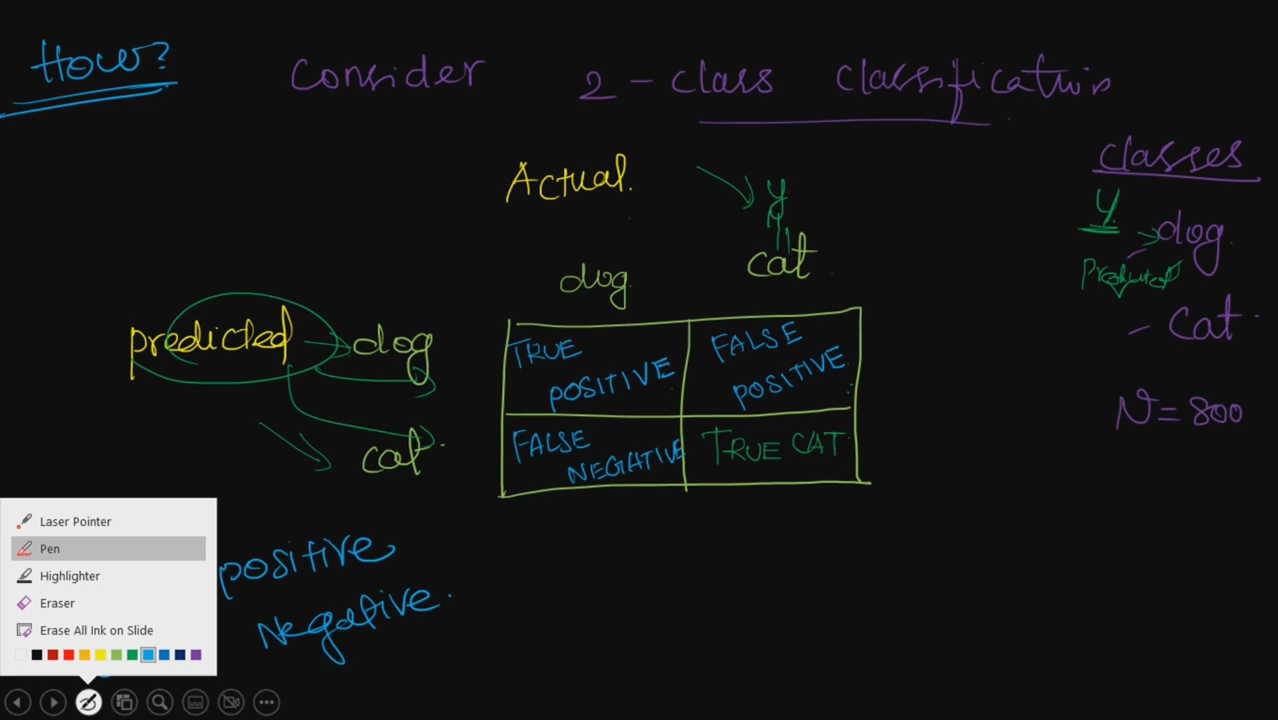 How?
Consider 2-class classification
Actual.
classes
y
y
dog.
cat
dog
Predicted
cat
predicted
dog
TRUE POSITIVE
FALSE POSITIVE
N=800
cat
FALSE NEGATIVE
TRUE CAT
Laser Pointer
Pen
Highlighter
Eraser
Erase All Ink on Slide
positive
Negative.